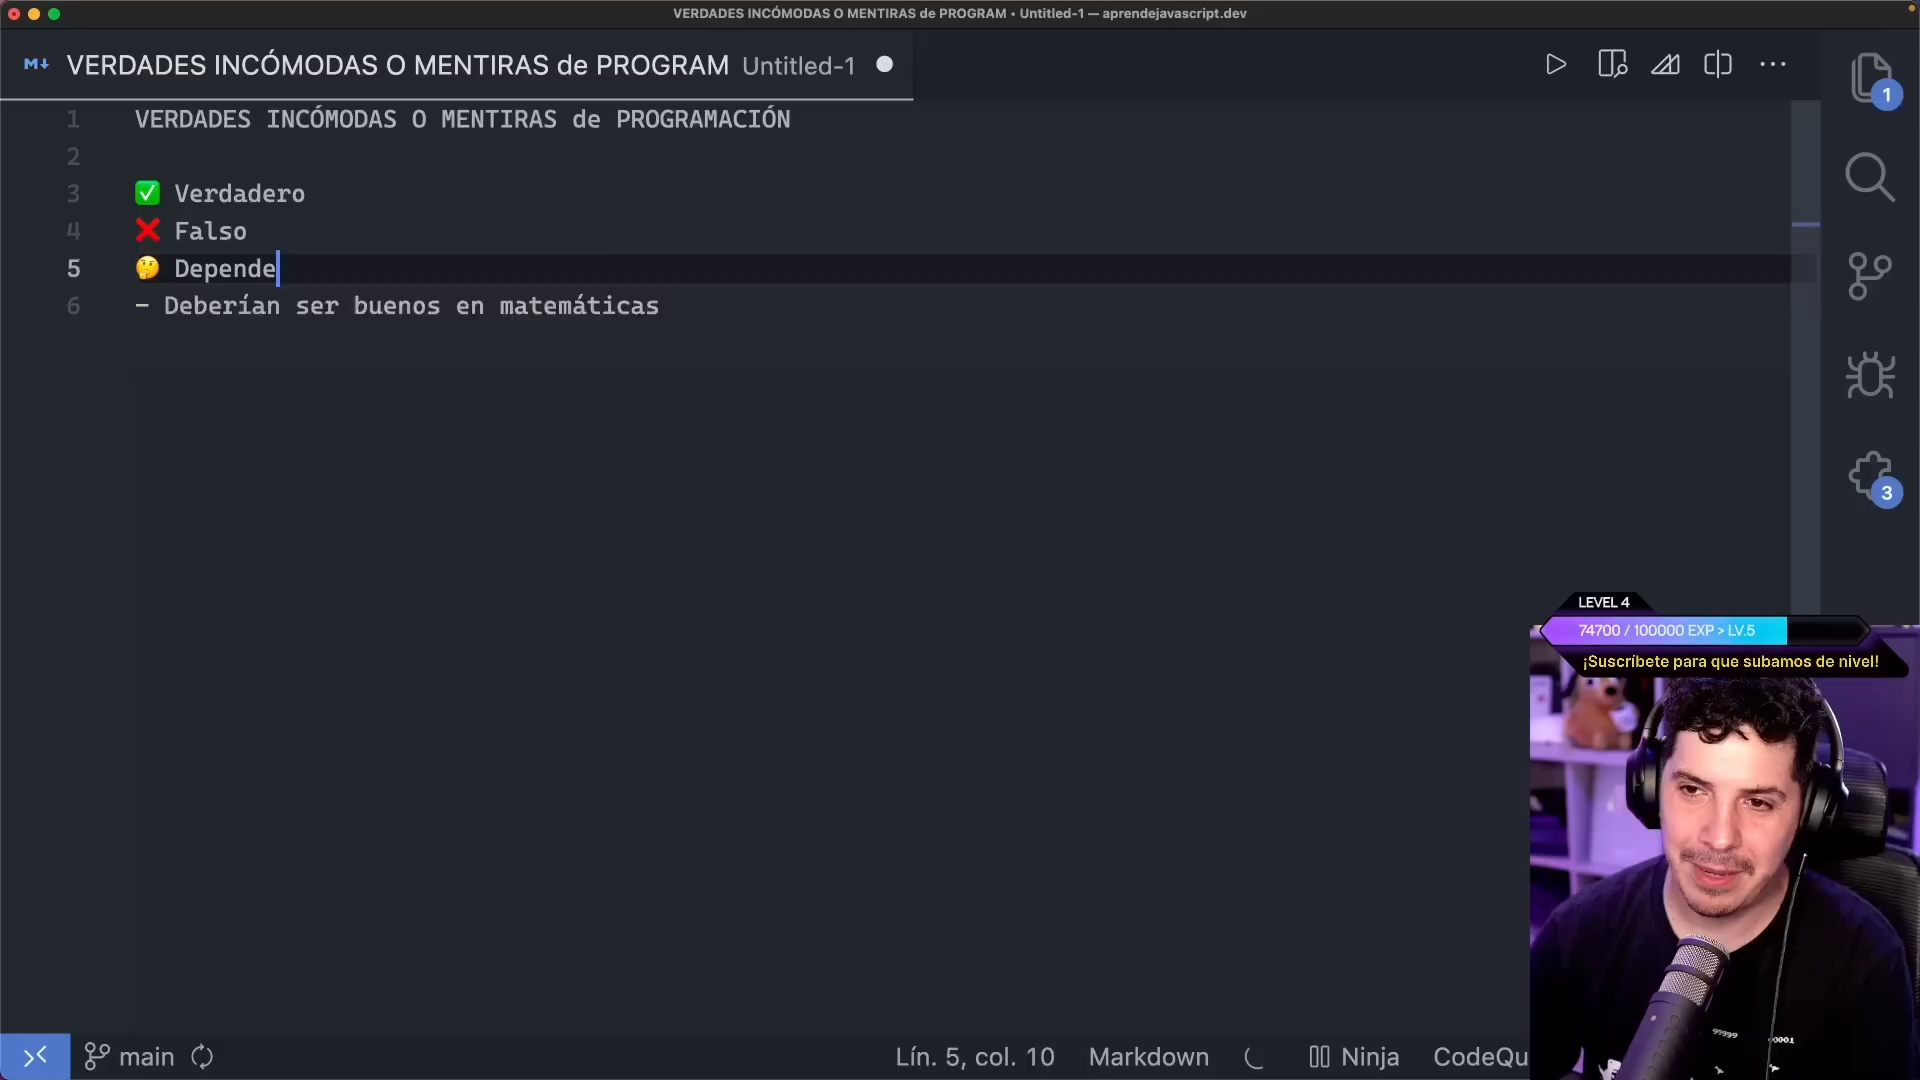 VERDADES INCÓMODAS O MENTIRAS de PROGRAM • Untitled-1 — aprendejavascript.dev
VERDADES INCÓMODAS O MENTIRAS de PROGRAM Untitled-1
1 VERDADES INCÓMODAS O MENTIRAS de PROGRAMACIÓN
2
3 ✅ Verdadero
4 ❌ Falso
5 🤔 Depende
6 - Deberían ser buenos en matemáticas
1
3
LEVEL 4
74700 / 100000 EXP > LV.5
¡Suscríbete para que subamos de nivel!
99999
0001
main
Lín. 5, col. 10
Markdown
Ninja
CodeQu